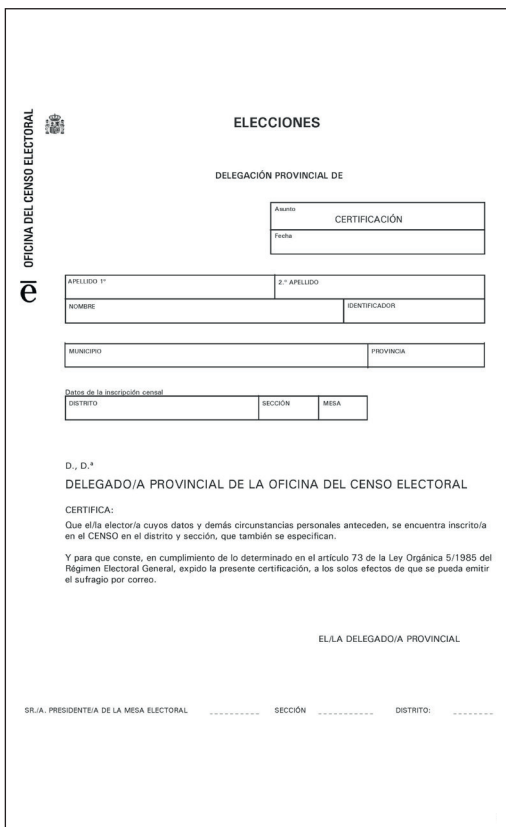 OFICINA DEL CENSO ELECTORAL
ELECCIONES
DELEGACIÓN PROVINCIAL DE
Asunto
CERTIFICACIÓN
Fecha
APELLIDO 1º
2.º APELLIDO
NOMBRE
IDENTIFICADOR
MUNICIPIO
PROVINCIA
Datos de la inscripción censal
DISTRITO
SECCIÓN
MESA
D., D.ª
DELEGADO/A PROVINCIAL DE LA OFICINA DEL CENSO ELECTORAL
CERTIFICA:
Que el/la elector/a cuyos datos y demás circunstancias personales anteceden, se encuentra inscrito/a
en el CENSO en el distrito y sección, que también se especifican.
Y para que conste, en cumplimiento de lo determinado en el artículo 73 de la Ley Orgánica 5/1985 del
Régimen Electoral General, expido la presente certificación, a los solos efectos de que se pueda emitir
el sufragio por correo.
EL/LA DELEGADO/A PROVINCIAL
SR./A. PRESIDENTE/A DE LA MESA ELECTORAL __________ SECCIÓN ___________ DISTRITO: ________